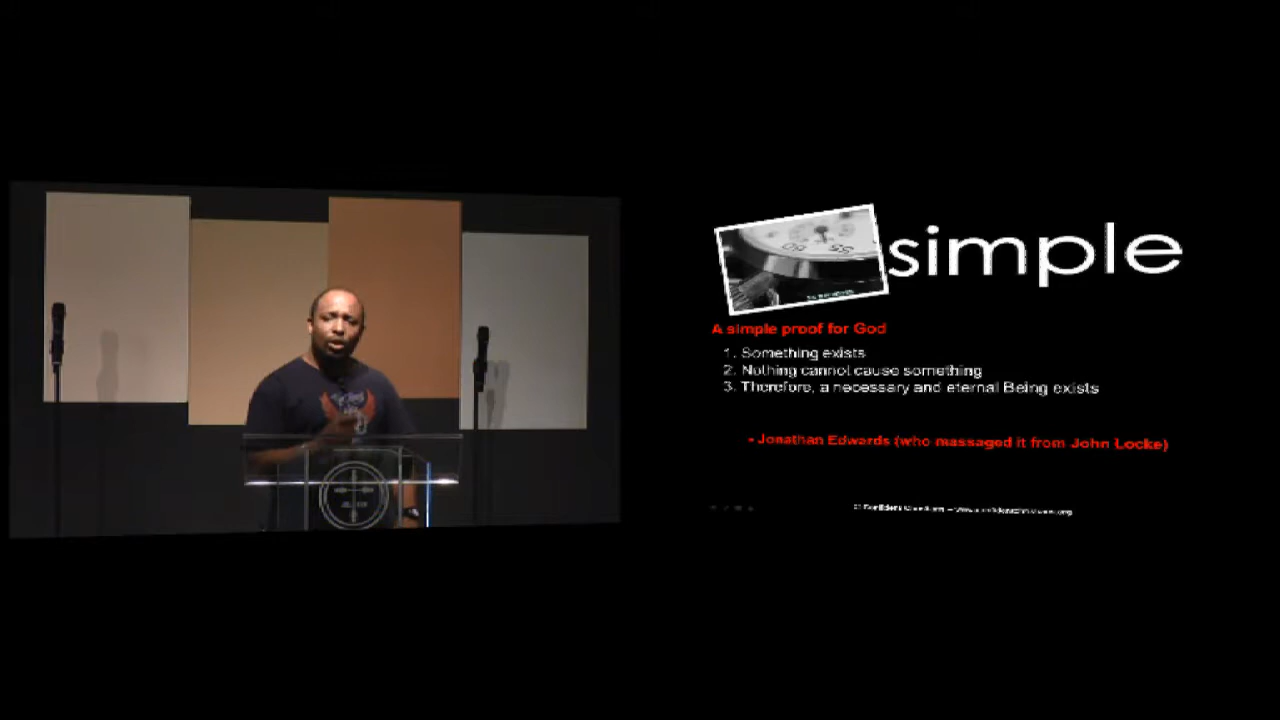 simple
A simple proof for God
1. Something exists
2. Nothing cannot cause something
3. Therefore, a necessary and eternal Being exists
- Jonathan Edwards (who massaged it from John Locke)